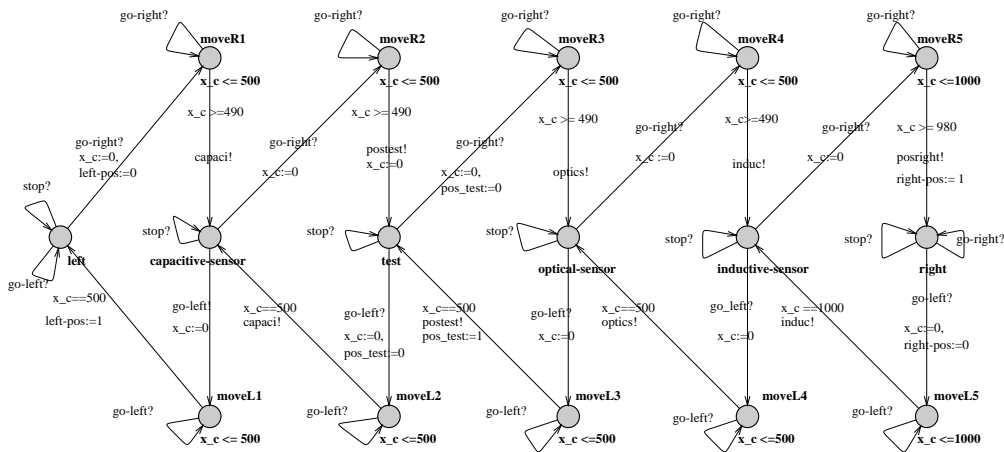 go-right?
moveR1
x_c <= 500
go-right?
moveR2
x_c <= 500
go-right?
moveR3
x_c <= 500
go-right?
moveR4
x_c <= 500
go-right?
moveR5
x_c <=1000
x_c >=490
x_c >= 490
x_c >= 490
x_c>=490
x_c >= 980
go-right?
x_c:=0,
left-pos:=0
capaci!
go-right?
x_c:=0
postest!
x_c:=0
go-right?
x_c:=0,
pos_test:=0
optics!
go-right?
x_c := 0
induc!
go-right?
x_c := 0
posright!
right-pos:= 1
stop?
left
go-left?
stop?
capacitive-sensor
stop?
test
stop?
optical-sensor
stop?
inductive-sensor
stop?
go-right?
right
x_c==500
left-pos:=1
go-left!
x_c:=0
x_c==500
capaci!
go-left?
x_c:=0,
pos_test:=0
x_c==500
postest!
pos_test:=1
go-left?
x_c:=0
x_c==500
optics!
go_left?
x_c:=0
x_c ==1000
induc!
go-left?
x_c:=0,
right-pos:=0
go-left?
moveL1
x_c <= 500
go-left?
moveL2
x_c <=500
go-left?
moveL3
x_c <=500
go-left?
moveL4
x_c <=500
go-left?
moveL5
x_c <=1000